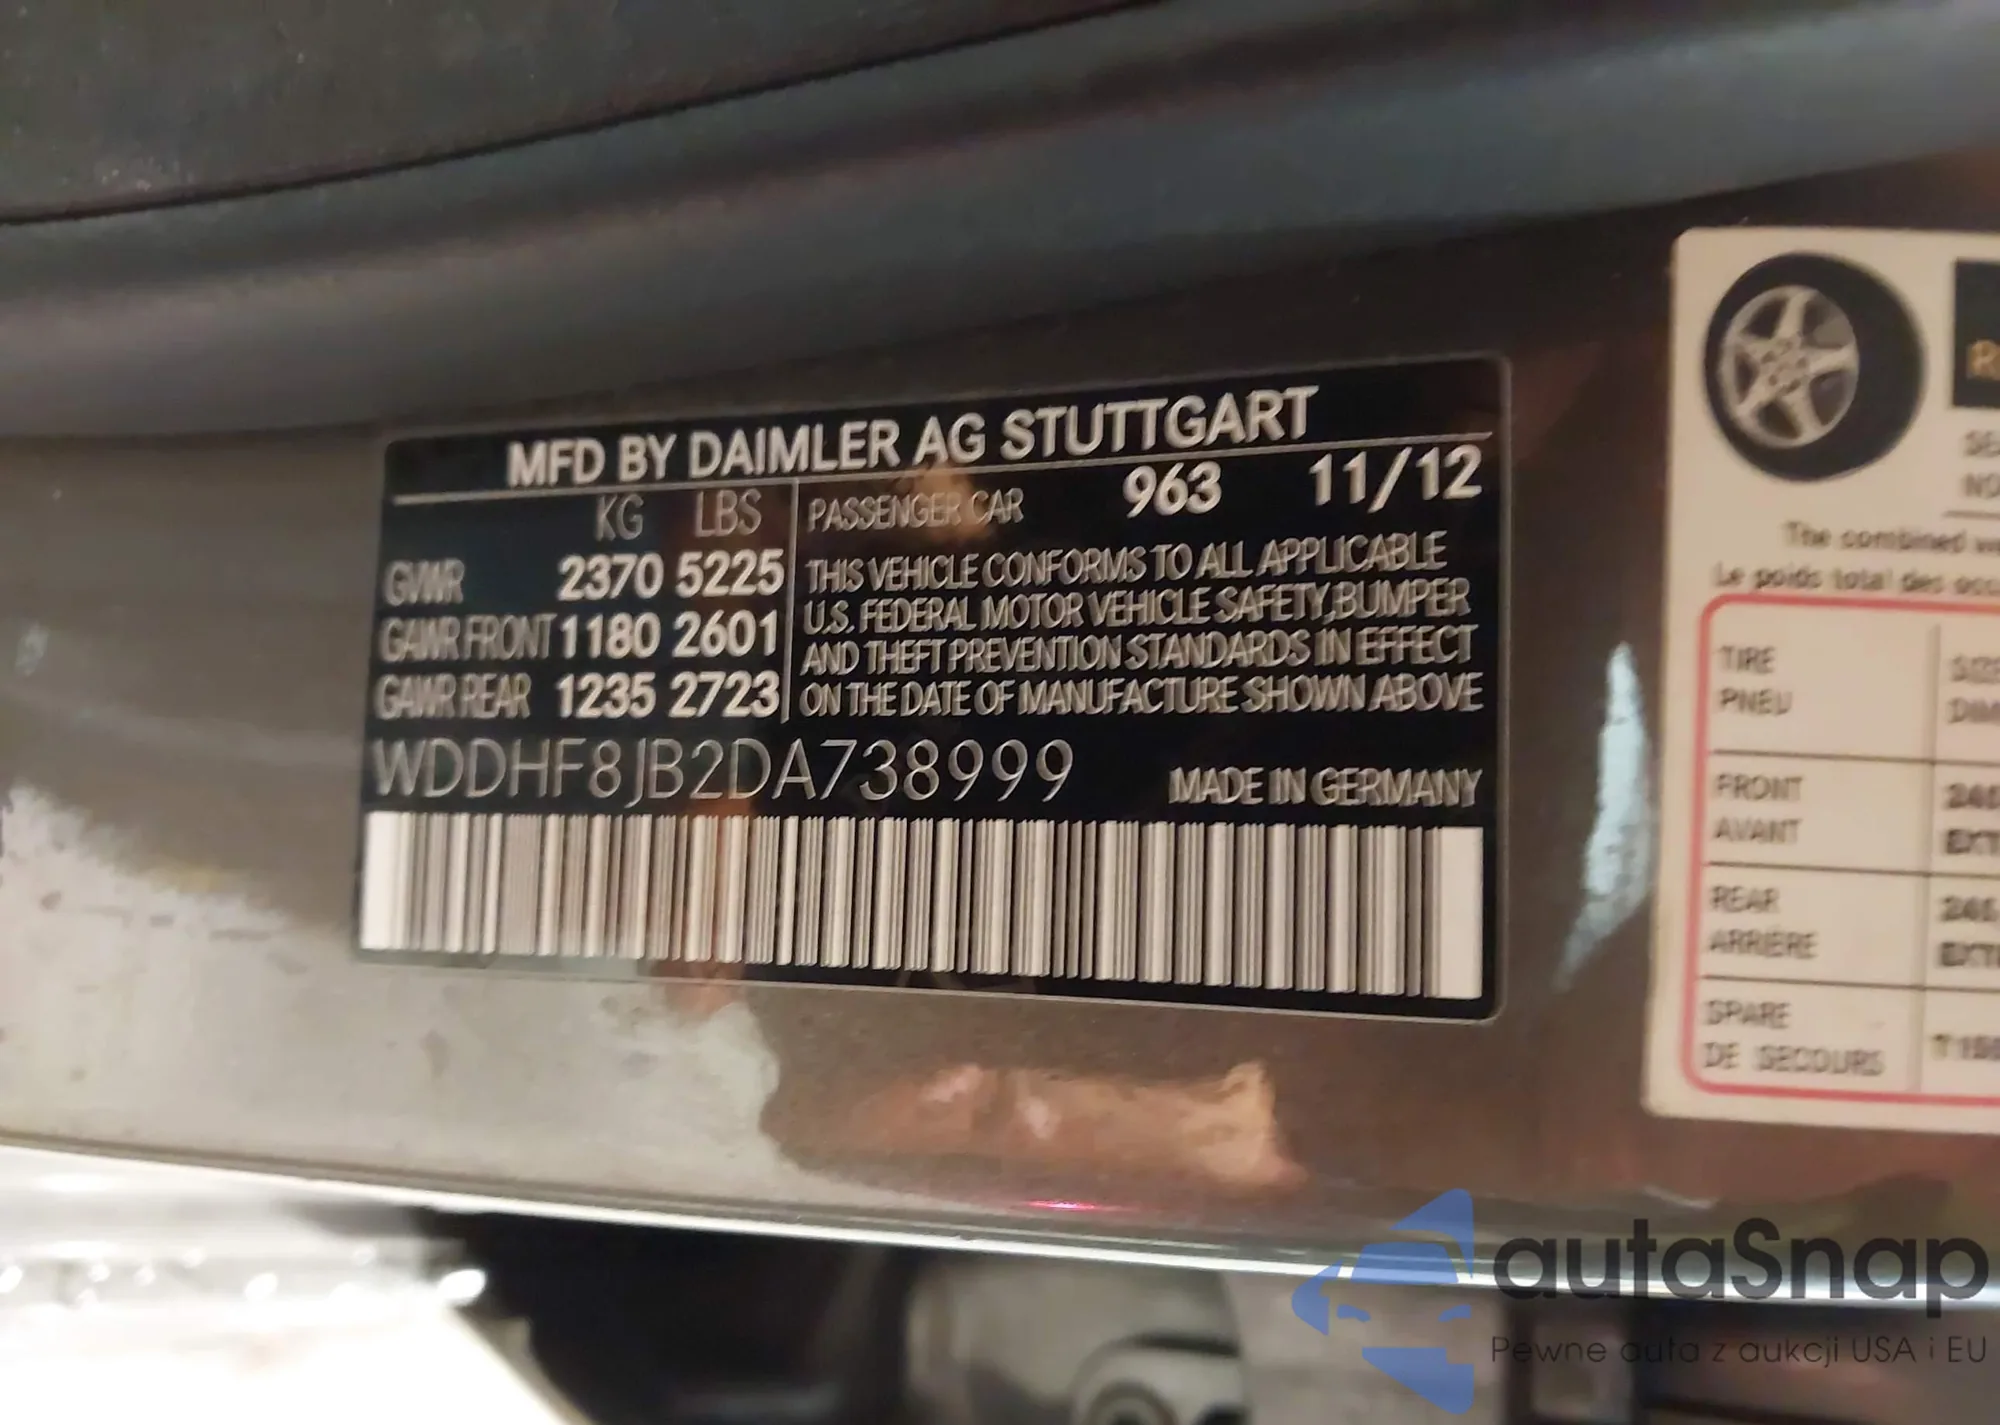 MFD BY DAIMLER AG STUTTGART
KG LBS
GVWR 2370 5225
GAWR FRONT 1180 2601
GAWR REAR 1235 2723
PASSENGER CAR 963 11/12
THIS VEHICLE CONFORMS TO ALL APPLICABLE
U.S. FEDERAL MOTOR VEHICLE SAFETY, BUMPER
AND THEFT PREVENTION STANDARDS IN EFFECT
ON THE DATE OF MANUFACTURE SHOWN ABOVE
WDDHF8JB2DA738999
MADE IN GERMANY
The combined
Le poids total des
TIRE
PNEU
FRONT
AVANT
REAR
ARRIÈRE
SPARE
DE SECOURS
autaSnap
Pewne auta z aukcji USA i EU